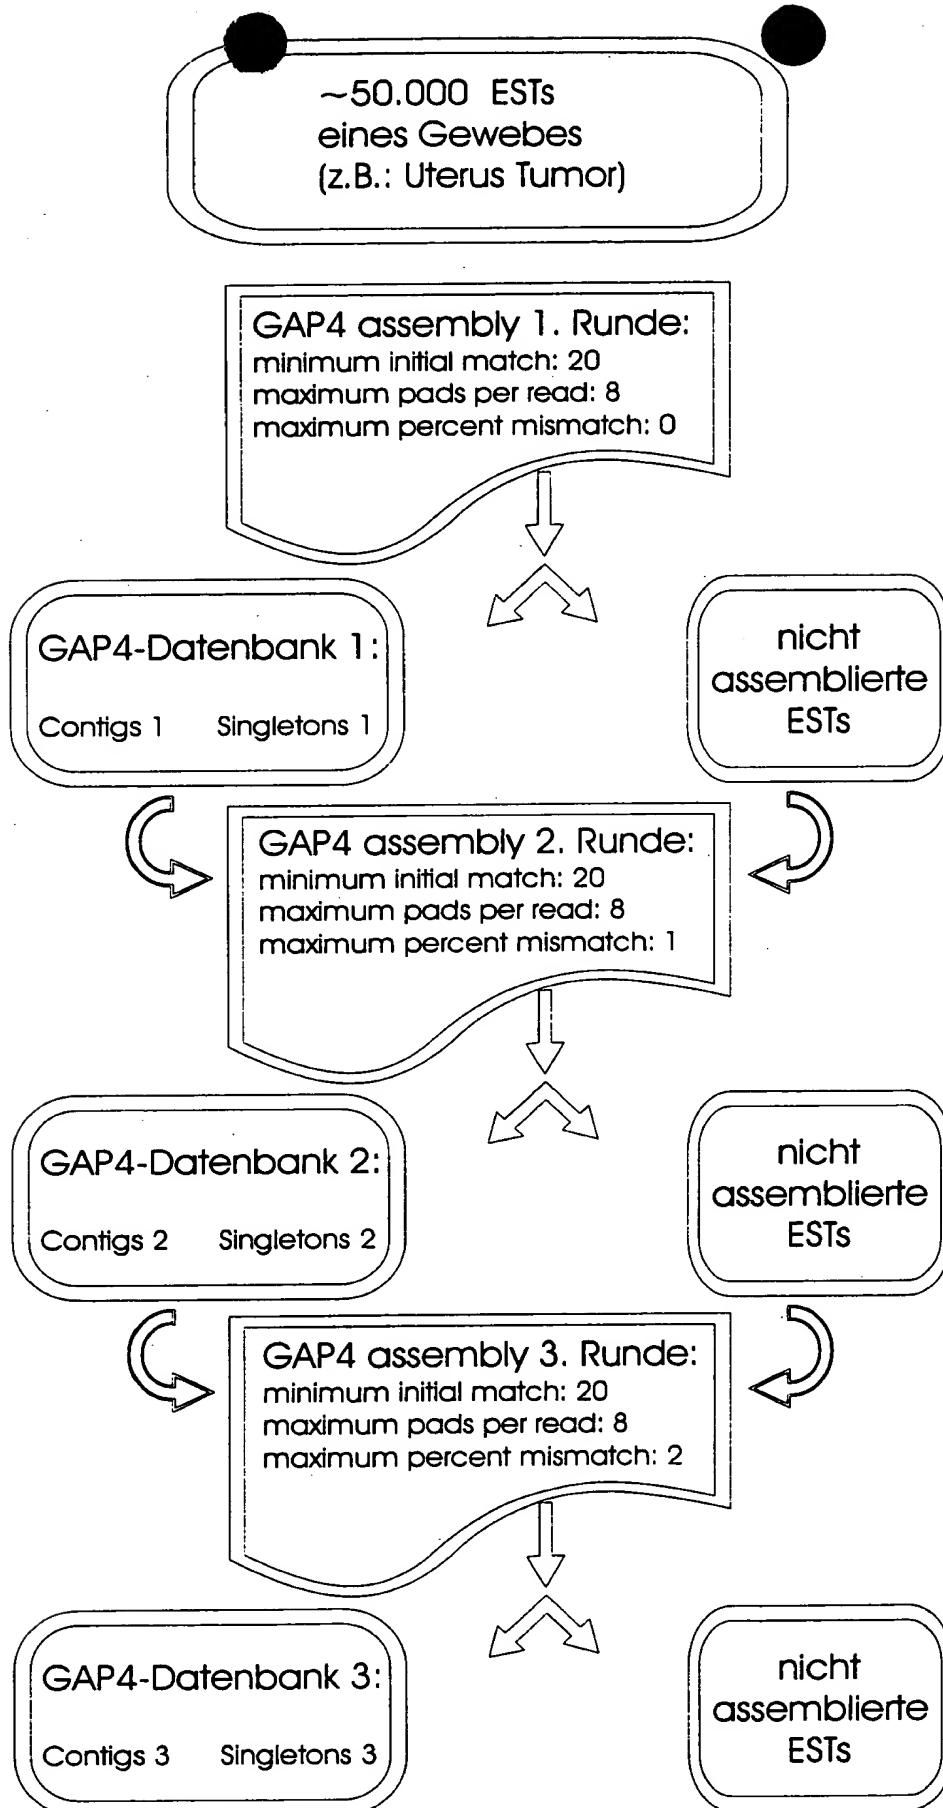 ~50.000 ESTs
eines Gewebes
(z.B.: Uterus Tumor)
GAP4 assembly 1. Runde:
minimum initial match: 20
maximum pads per read: 8
maximum percent mismatch: 0
GAP4-Datenbank 1:
Contigs 1 Singletons 1
nicht
assemblierte
ESTs
GAP4 assembly 2. Runde:
minimum initial match: 20
maximum pads per read: 8
maximum percent mismatch: 1
GAP4-Datenbank 2:
Contigs 2 Singletons 2
nicht
assemblierte
ESTs
GAP4 assembly 3. Runde:
minimum initial match: 20
maximum pads per read: 8
maximum percent mismatch: 2
GAP4-Datenbank 3:
Contigs 3 Singletons 3
nicht
assemblierte
ESTs